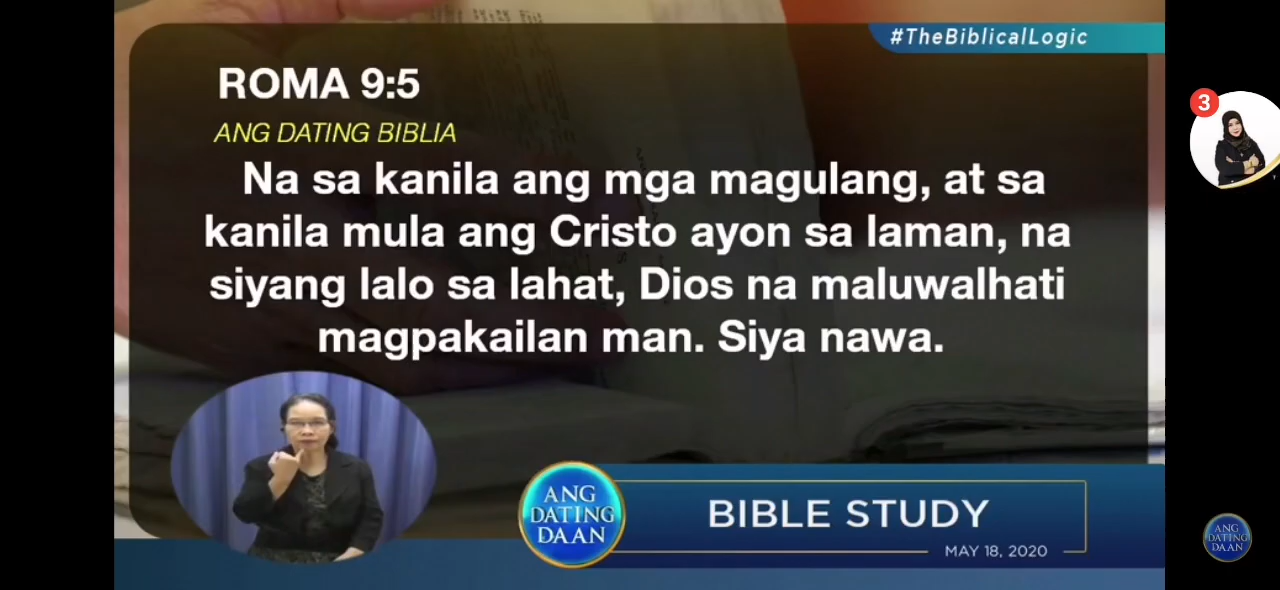 #TheBiblicalLogic
ROMA 9:5
ANG DATING BIBLIA
Na sa kanila ang mga magulang, at sa
kanila mula ang Cristo ayon sa laman, na
siyang lalo sa lahat, Dios na maluwalhati
magpakailan man. Siya nawa.
3
ANG
DATING
DAAN
BIBLE STUDY
MAY 18, 2020
ANG
DATING
DAAN